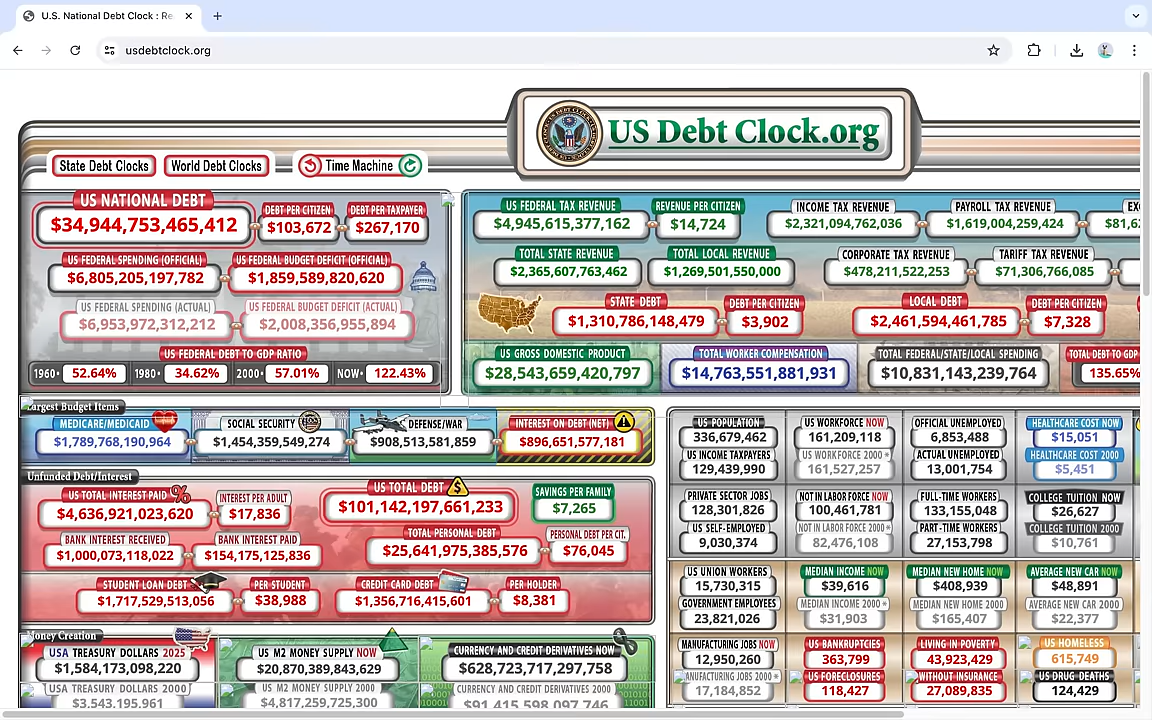 U.S. National Debt Clock : Re
usdebtclock.org
US Debt Clock.org
State Debt Clocks
World Debt Clocks
Time Machine
US NATIONAL DEBT
$34,944,753,465,412
DEBT PER CITIZEN
$103,672
DEBT PER TAXPAYER
$267,170
US FEDERAL SPENDING (OFFICIAL)
$6,805,205,197,782
US FEDERAL BUDGET DEFICIT (OFFICIAL)
$1,859,589,820,620
US FEDERAL SPENDING (ACTUAL)
$6,953,972,312,212
US FEDERAL BUDGET DEFICIT (ACTUAL)
$2,008,356,955,894
US FEDERAL DEBT TO GDP RATIO
1960• 52.64% 1980• 34.62% 2000• 57.01% NOW• 122.43%
US FEDERAL TAX REVENUE
$4,945,615,377,162
REVENUE PER CITIZEN
$14,724
INCOME TAX REVENUE
$2,321,094,762,036
PAYROLL TAX REVENUE
$1,619,004,259,424
EX
$81,62
TOTAL STATE REVENUE
$2,365,607,763,462
TOTAL LOCAL REVENUE
$1,269,501,550,000
CORPORATE TAX REVENUE
$478,211,522,253
TARIFF TAX REVENUE
$71,306,766,085
STATE DEBT
$1,310,786,148,479
DEBT PER CITIZEN
$3,902
LOCAL DEBT
$2,461,594,461,785
DEBT PER CITIZEN
$7,328
US GROSS DOMESTIC PRODUCT
$28,543,659,420,797
TOTAL WORKER COMPENSATION
$14,763,551,881,931
TOTAL FEDERAL/STATE/LOCAL SPENDING
$10,831,143,239,764
TOTAL DEBT TO GDP
135.65%
Largest Budget Items
MEDICARE/MEDICAID
$1,789,768,190,964
SOCIAL SECURITY
$1,454,359,549,274
DEFENSE/WAR
$908,513,581,859
INTEREST ON DEBT (NET)
$896,651,577,181
Unfunded Debt/Interest
US TOTAL INTEREST PAID
$4,636,921,023,620
INTEREST PER ADULT
$17,836
US TOTAL DEBT
$101,142,197,661,233
SAVINGS PER FAMILY
$7,265
BANK INTEREST RECEIVED
$1,000,073,118,022
BANK INTEREST PAID
$154,175,125,836
TOTAL PERSONAL DEBT
$25,641,975,385,576
PERSONAL DEBT PER CIT.
$76,045
STUDENT LOAN DEBT
$1,717,529,513,056
PER STUDENT
$38,988
CREDIT CARD DEBT
$1,356,716,415,601
PER HOLDER
$8,381
Money Creation
USA TREASURY DOLLARS 2025
$1,584,173,098,220
USA TREASURY DOLLARS 2000
$3,543,195,961
US M2 MONEY SUPPLY NOW
$20,870,389,843,629
US M2 MONEY SUPPLY 2000
$4,817,259,725,300
CURRENCY AND CREDIT DERIVATIVES NOW
$628,723,717,297,758
CURRENCY AND CREDIT DERIVATIVES 2000
$91,415,598,097,746
US POPULATION
336,679,462
US INCOME TAXPAYERS
129,439,990
US WORKFORCE NOW
161,209,118
US WORKFORCE 2000*
161,527,257
OFFICIAL UNEMPLOYED
6,853,488
ACTUAL UNEMPLOYED
13,001,754
HEALTHCARE COST NOW
$15,051
HEALTHCARE COST 2000
$5,451
PRIVATE SECTOR JOBS
128,301,826
US SELF-EMPLOYED
9,030,374
NOT IN LABOR FORCE NOW
100,461,781
NOT IN LABOR FORCE 2000*
82,476,108
FULL-TIME WORKERS
133,155,048
PART-TIME WORKERS
27,153,798
COLLEGE TUITION NOW
$26,627
COLLEGE TUITION 2000
$10,761
US UNION WORKERS
15,730,315
GOVERNMENT EMPLOYEES
23,821,026
MEDIAN INCOME NOW
$39,616
MEDIAN INCOME 2000*
$31,903
MEDIAN NEW HOME NOW
$408,939
MEDIAN NEW HOME 2000
$165,407
AVERAGE NEW CAR NOW
$48,891
AVERAGE NEW CAR 2000
$22,377
MANUFACTURING JOBS NOW
12,950,260
MANUFACTURING JOBS 2000*
17,184,852
US BANKRUPTCIES
363,799
US FORECLOSURES
118,427
LIVING IN POVERTY
43,923,429
WITHOUT INSURANCE
27,089,835
US HOMELESS
615,749
US DRUG DEATHS
124,429